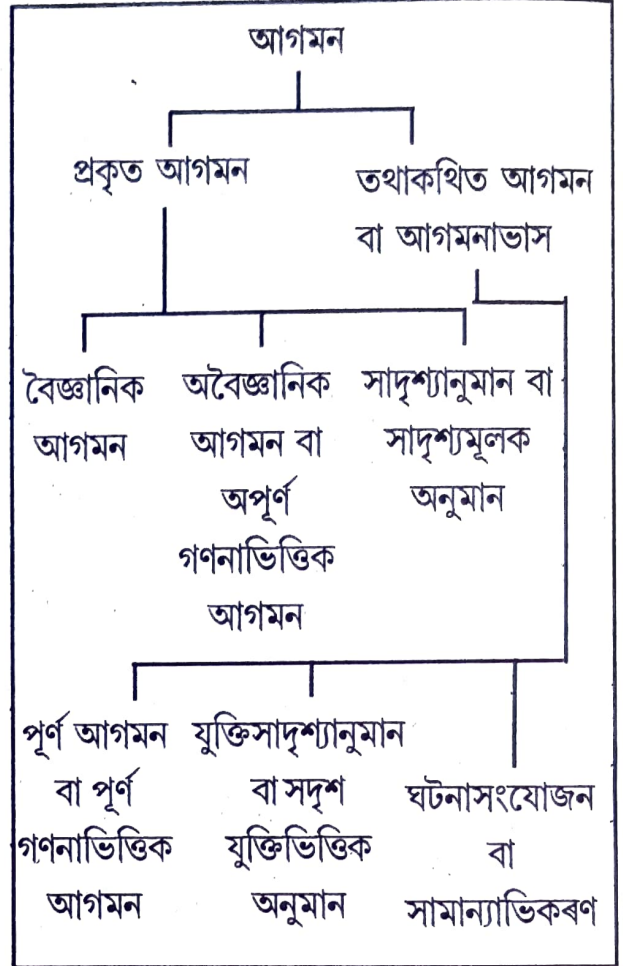 আগমন
প্রকৃত আগমন
তথাকথিত আগমন
বা আগমনাভাস
বৈজ্ঞানিক
আগমন
অবৈজ্ঞানিক
আগমন বা
অপূর্ণ
গণনাভিত্তিক
আগমন
সাদৃশ্যানুমান বা
সাদৃশ্যমূলক
অনুমান
পূর্ণ আগমন
বা পূর্ণ
গণনাভিত্তিক
আগমন
যুক্তিসাদৃশ্যানুমান
বা সদৃশ
যুক্তিভিত্তিক
অনুমান
ঘটনাসংযোজন
বা
সামান্যাভিকৰণ